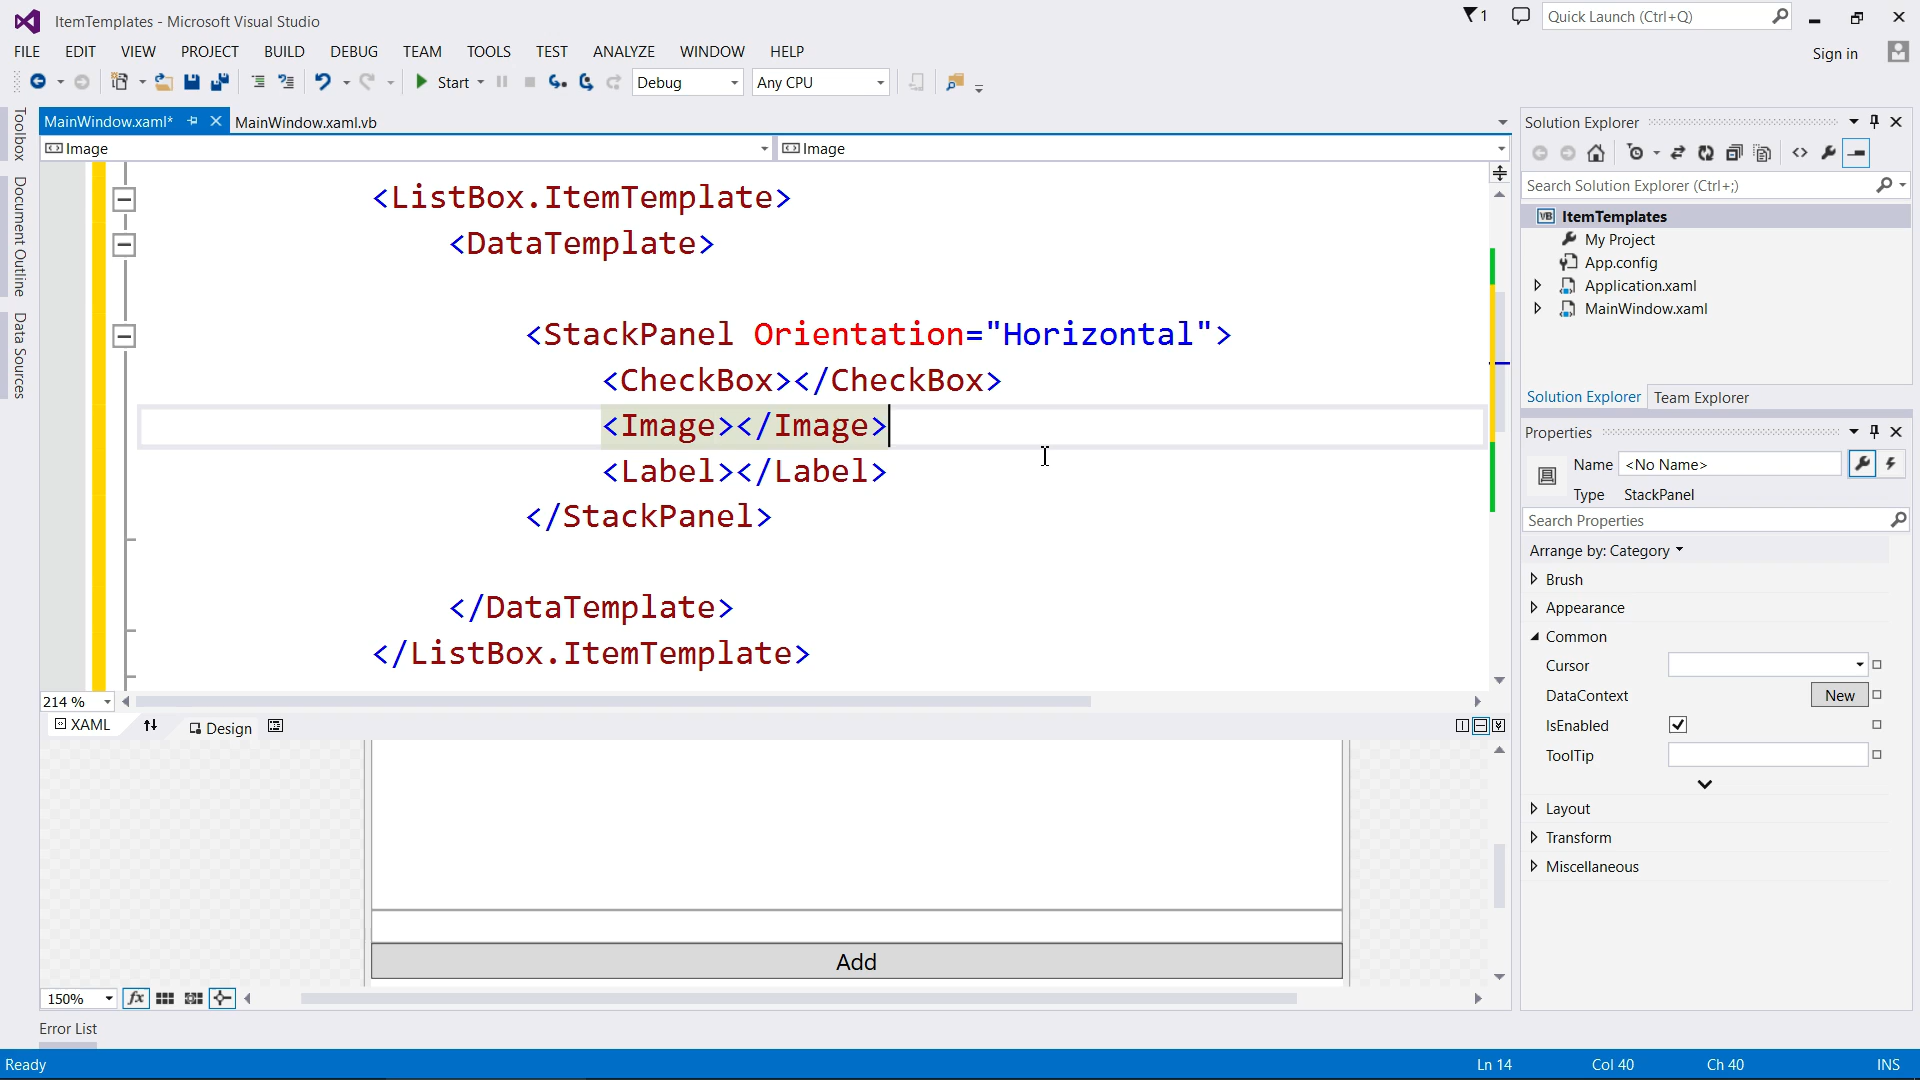 ItemTemplates - Microsoft Visual Studio
1
Quick Launch (Ctrl+Q)
FILE EDIT VIEW PROJECT BUILD DEBUG TEAM TOOLS TEST ANALYZE WINDOW HELP
Sign in
Start Debug Any CPU
Toolbox
Document Outline
Data Sources
MainWindow.xaml* MainWindow.xaml.vb
Image Image
<ListBox.ItemTemplate>
<DataTemplate>
<StackPanel Orientation="Horizontal">
<CheckBox></CheckBox>
<Image></Image>
<Label></Label>
</StackPanel>
</DataTemplate>
</ListBox.ItemTemplate>
214 %
XAML Design
Add
150% fx
Error List
Solution Explorer
Search Solution Explorer (Ctrl+;)
VB ItemTemplates
My Project
App.config
Application.xaml
MainWindow.xaml
Solution Explorer Team Explorer
Properties
Name <No Name>
Type StackPanel
Search Properties
Arrange by: Category
Brush
Appearance
Common
Cursor
DataContext New
IsEnabled
ToolTip
Layout
Transform
Miscellaneous
Ready Ln 14 Col 40 Ch 40 INS